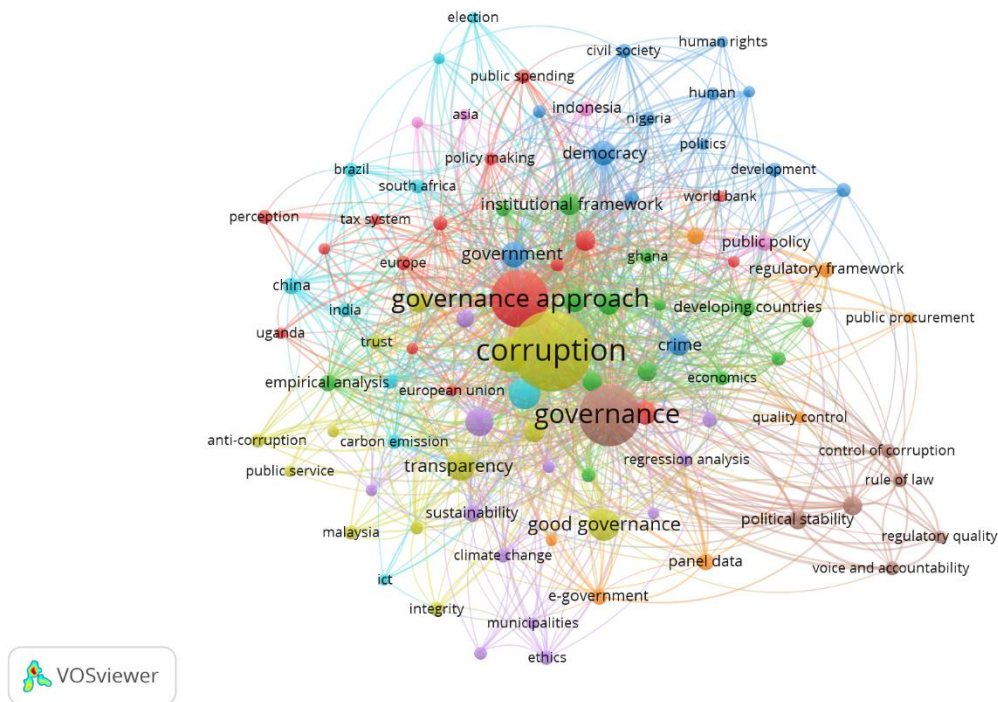 election
civil society
human rights
public spending
human
indonesia
asia
nigeria
democracy
politics
policy making
brazil
south africa
development
institutional framework
world bank
perception
tax system
government
public policy
europe
ghana
regulatory framework
china
governance approach
india
developing countries
public procurement
uganda
trust
corruption
crime
empirical analysis
european union
economics
governance
quality control
anti-corruption
carbon emission
control of corruption
public service
transparency
regression analysis
rule of law
sustainability
good governance
political stability
malaysia
regulatory quality
climate change
panel data
voice and accountability
ict
e-government
integrity
municipalities
ethics
VOSviewer